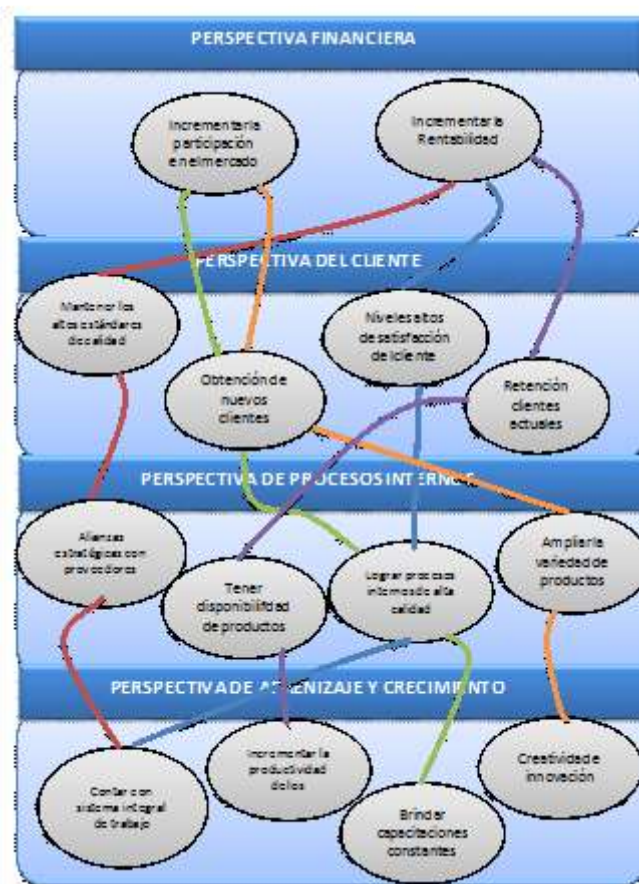 PERSPECTIVA FINANCIERA
Incrementar la
participación
en el mercado
Incrementar la
Rentabilidad
PERSPECTIVA DEL CLIENTE
Mantener los
altos estándares
de calidad
Niveles altos
de satisfacción
del cliente
Obtención de
nuevos
clientes
Retención
clientes
actuales
PERSPECTIVA DE PROCESOS INTERNOS
Alianzas
estratégicas con
proveedores
Tener
disponibilidad
de productos
Lograr procesos
internos de alta
calidad
Ampliar la
variedad de
productos
PERSPECTIVA DE APRENIZAJE Y CRECIMIENTO
Contar con
sistema integral
de trabajo
Incrementar la
productividad
de los
Brindar
capacitaciones
constantes
Creatividad e
innovación